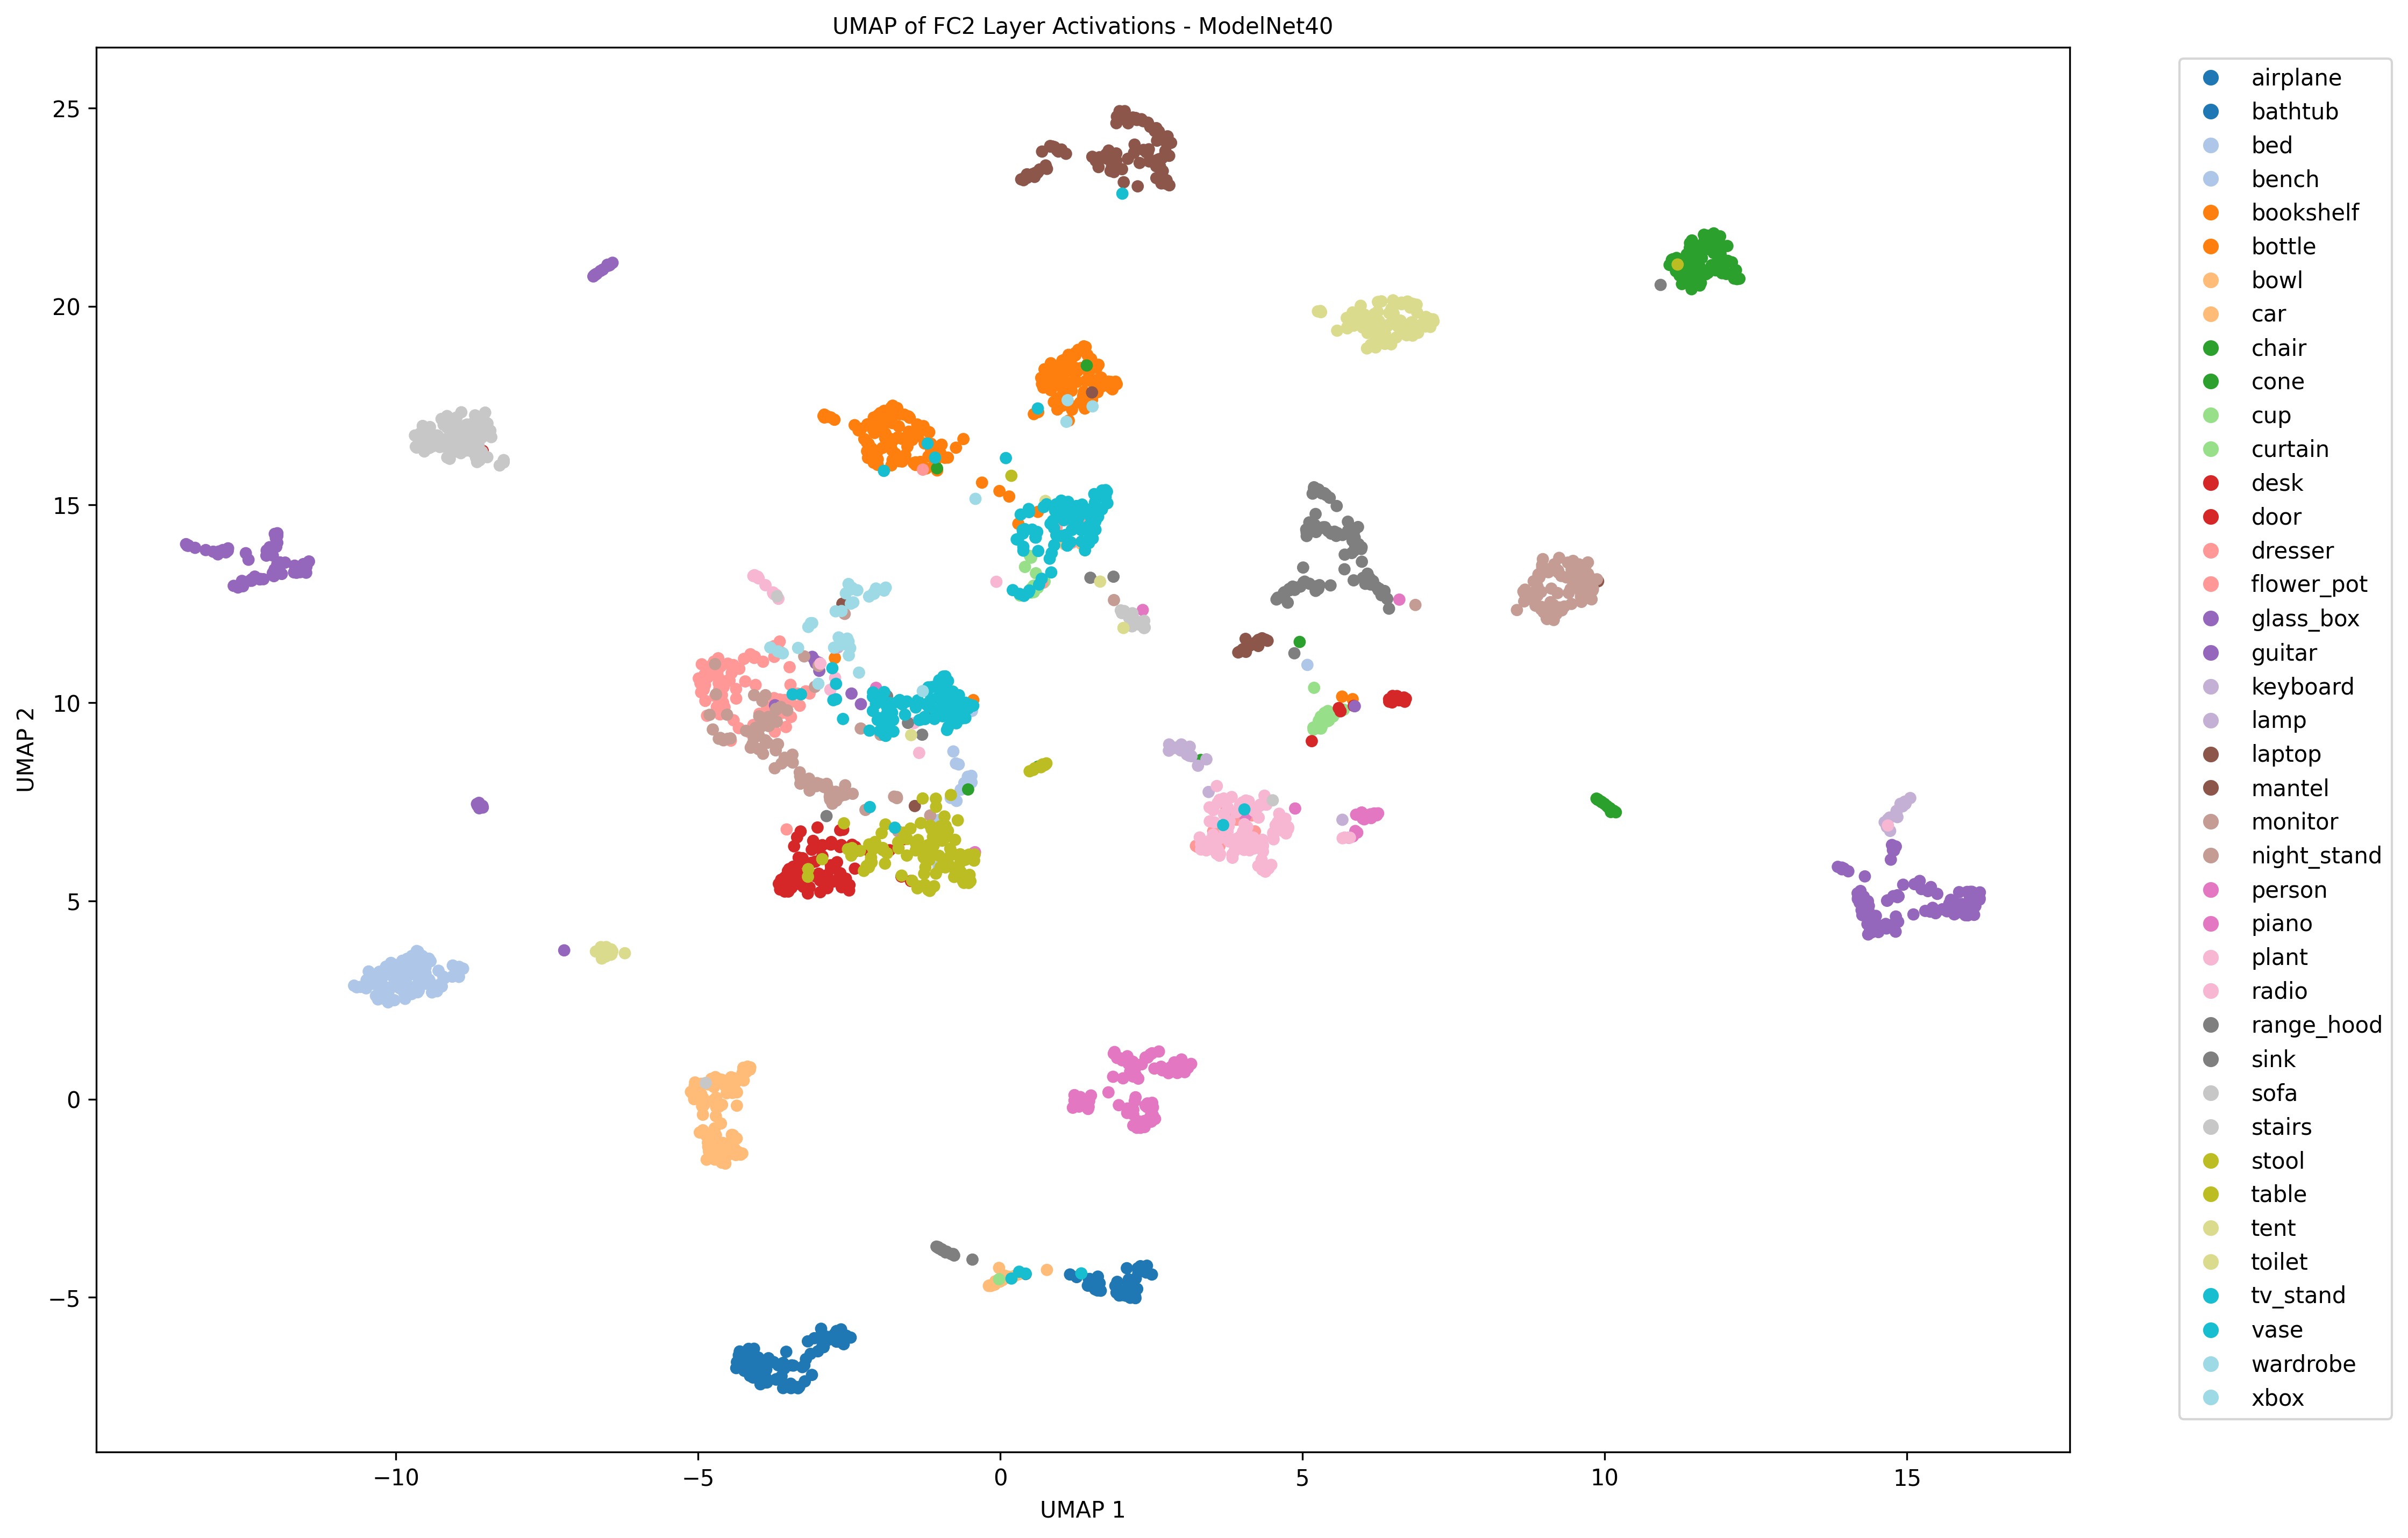 UMAP of FC2 Layer Activations - ModelNet40
25
20
15
10
5
0
−5
UMAP 2
−10
−5
0
5
10
15
UMAP 1
airplane
bathtub
bed
bench
bookshelf
bottle
bowl
car
chair
cone
cup
curtain
desk
door
dresser
flower_pot
glass_box
guitar
keyboard
lamp
laptop
mantel
monitor
night_stand
person
piano
plant
radio
range_hood
sink
sofa
stairs
stool
table
tent
toilet
tv_stand
vase
wardrobe
xbox